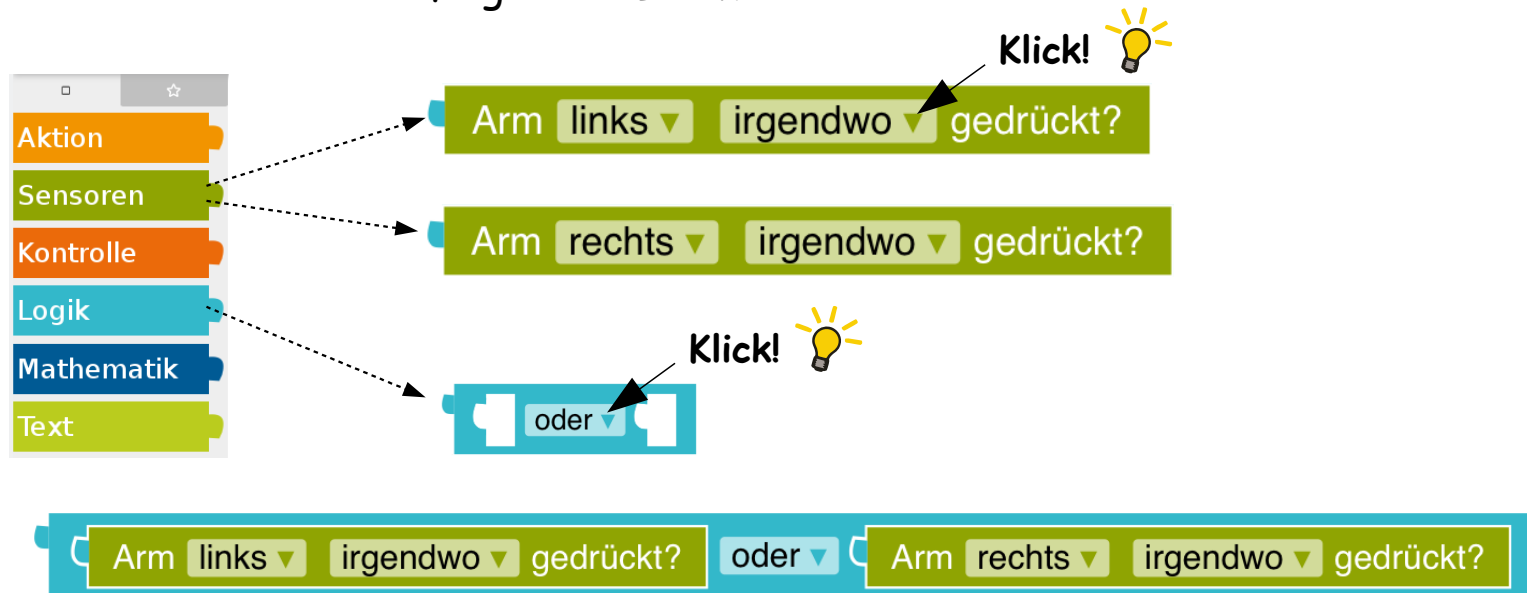 Klick!
Arm links irgendwo gedrückt?
Aktion
Sensoren
Arm rechts irgendwo gedrückt?
Kontrolle
Logik
Klick!
Mathematik
oder
Text
Arm links irgendwo gedrückt? oder Arm rechts irgendwo gedrückt?